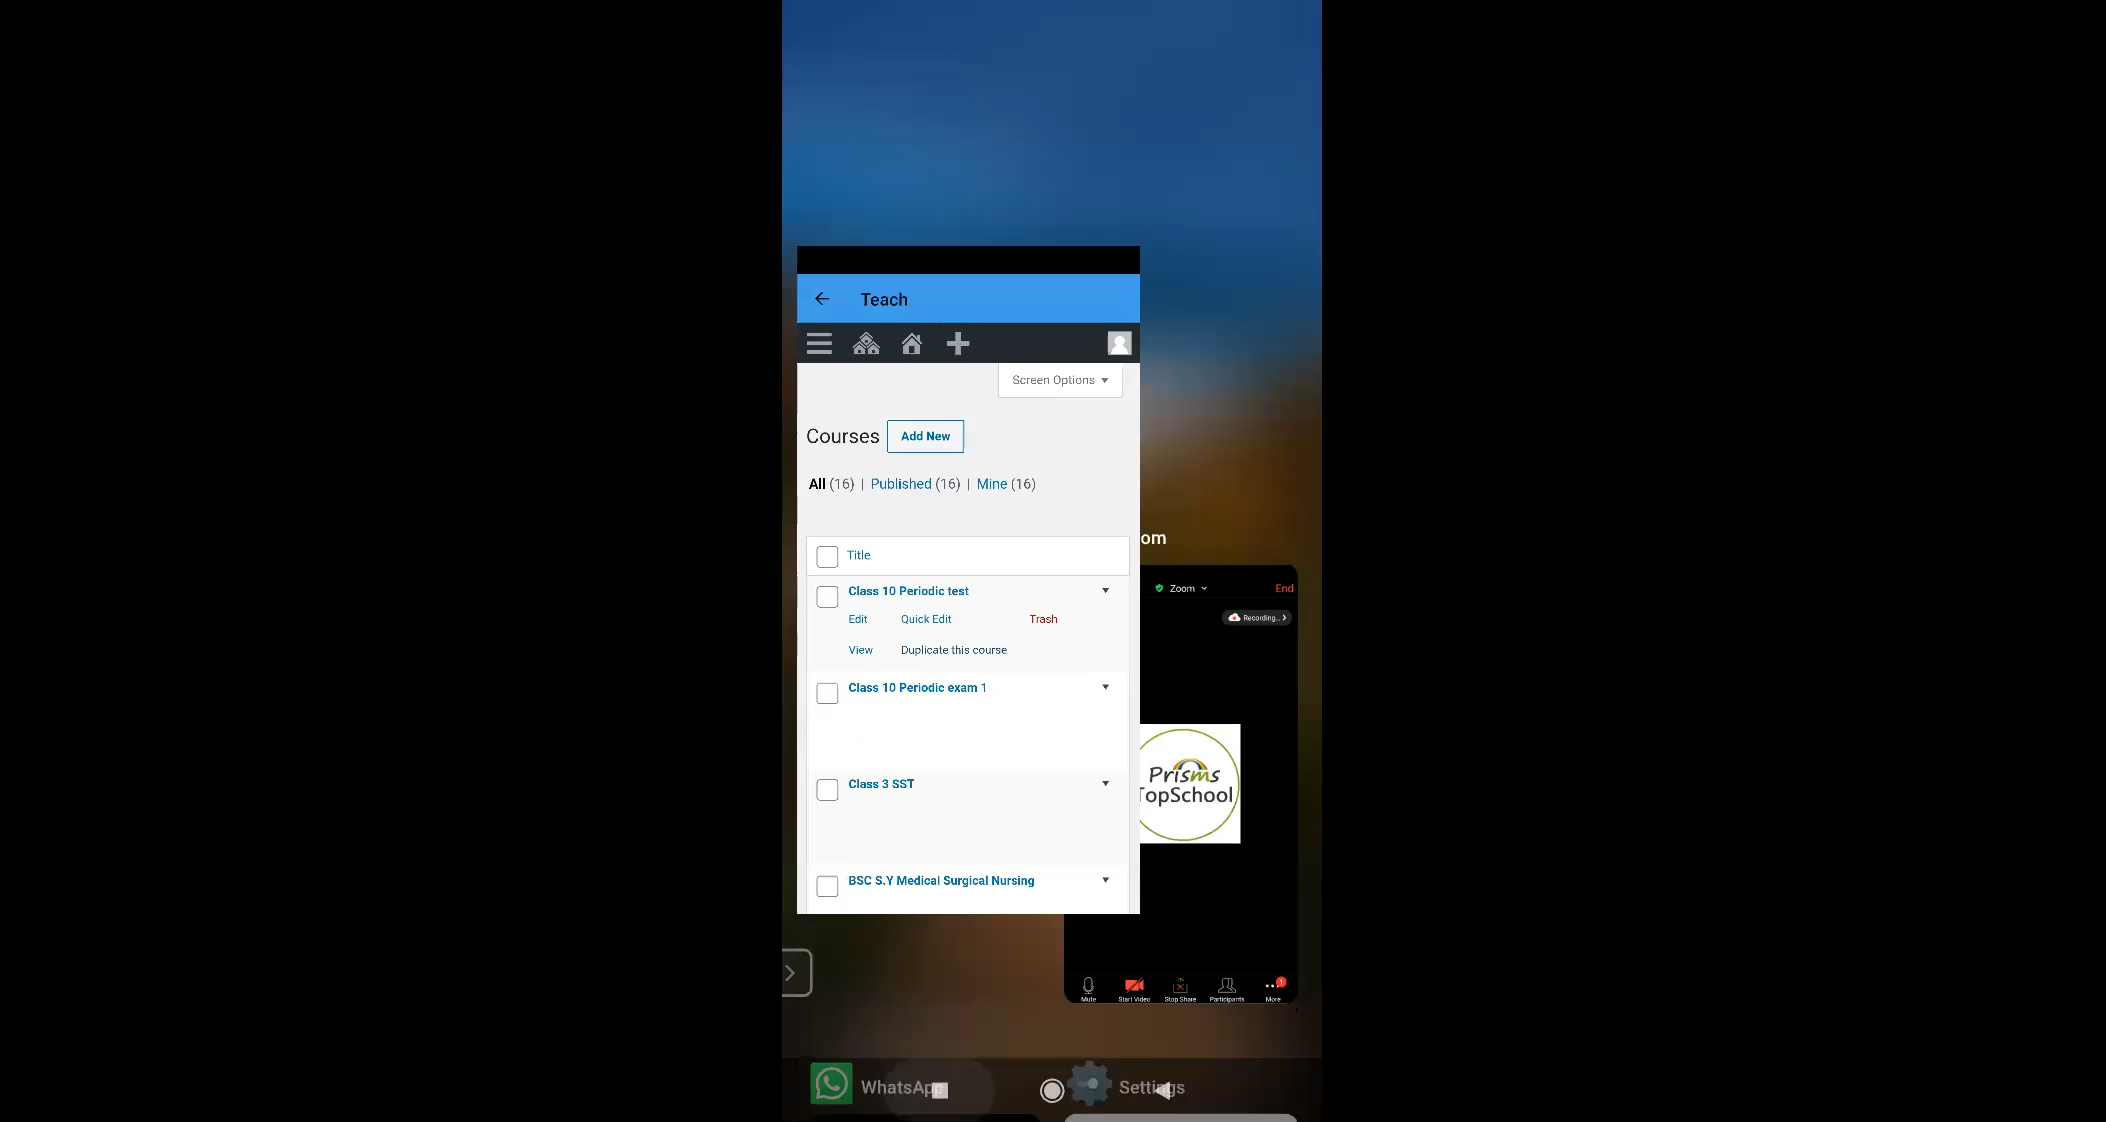 Teach
Screen Options
Courses Add New
All (16) | Published (16) | Mine (16)
Title
Class 10 Periodic test
Edit Quick Edit Trash
View Duplicate this course
Class 10 Periodic exam 1
Class 3 SST
BSC S.Y Medical Surgical Nursing
om
Zoom End
Recording...
Prisms
TopSchool
Mute Start Video Stop Share Participants More
1
WhatsApp Settings